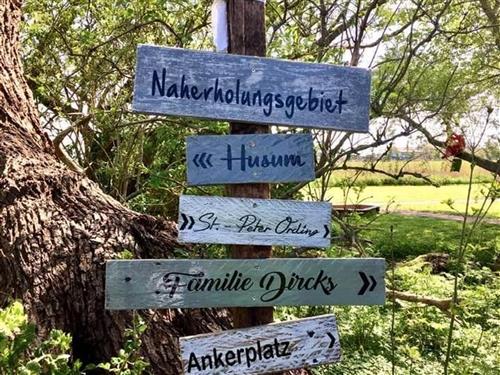 Naherholungsgebiet
Husum
St. - Peter Ording
Familie Dircks
Ankerplatz